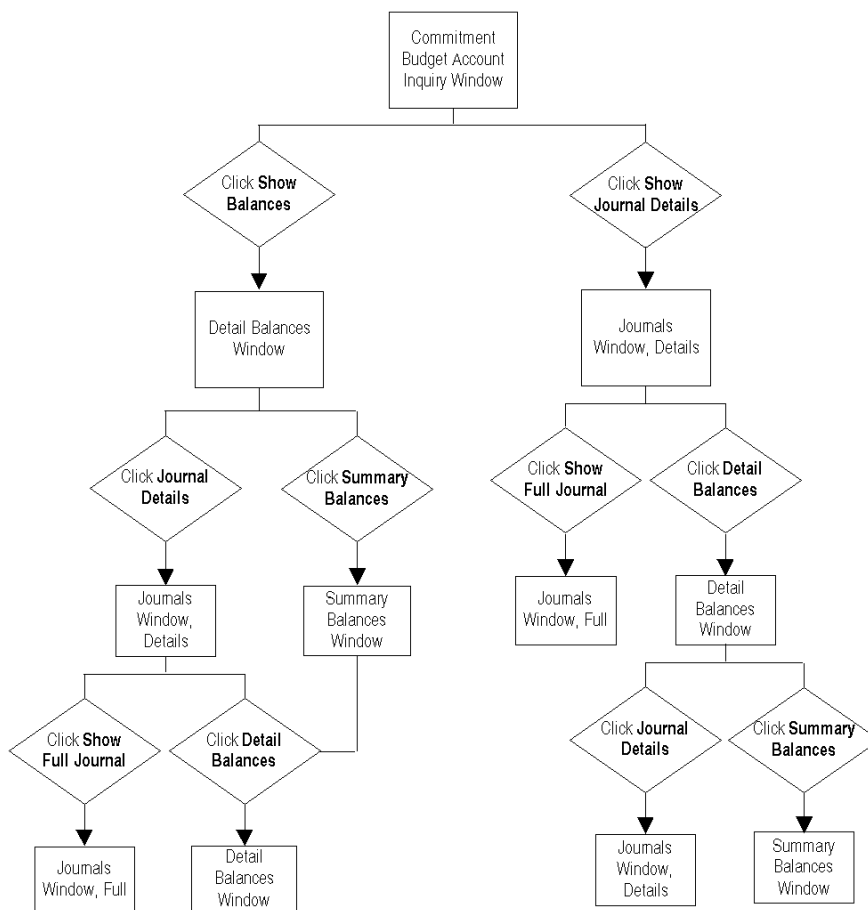 Commitment
Budget Account
Inquiry Window
Click Show
Balances
Click Show
Journal Details
Detail Balances
Window
Journals
Window, Details
Click Journal
Details
Click Summary
Balances
Click Show
Full Journal
Click Detail
Balances
Journals
Window,
Details
Summary
Balances
Window
Journals
Window, Full
Detail
Balances
Window
Click Show
Full Journal
Click Detail
Balances
Click Journal
Details
Click Summary
Balances
Journals
Window, Full
Detail
Balances
Window
Journals
Window,
Details
Summary
Balances
Window